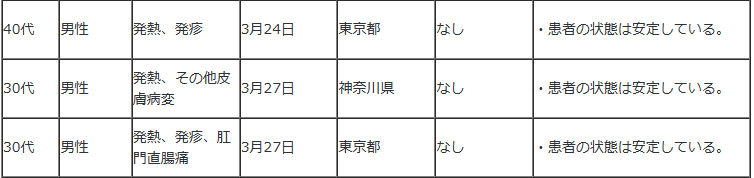 40代 男性 発熱、発疹 3月24日 東京都 なし ・患者の状態は安定している。
30代 男性 発熱、その他皮膚病変 3月27日 神奈川県 なし ・患者の状態は安定している。
30代 男性 発熱、発疹、肛門直腸痛 3月27日 東京都 なし ・患者の状態は安定している。